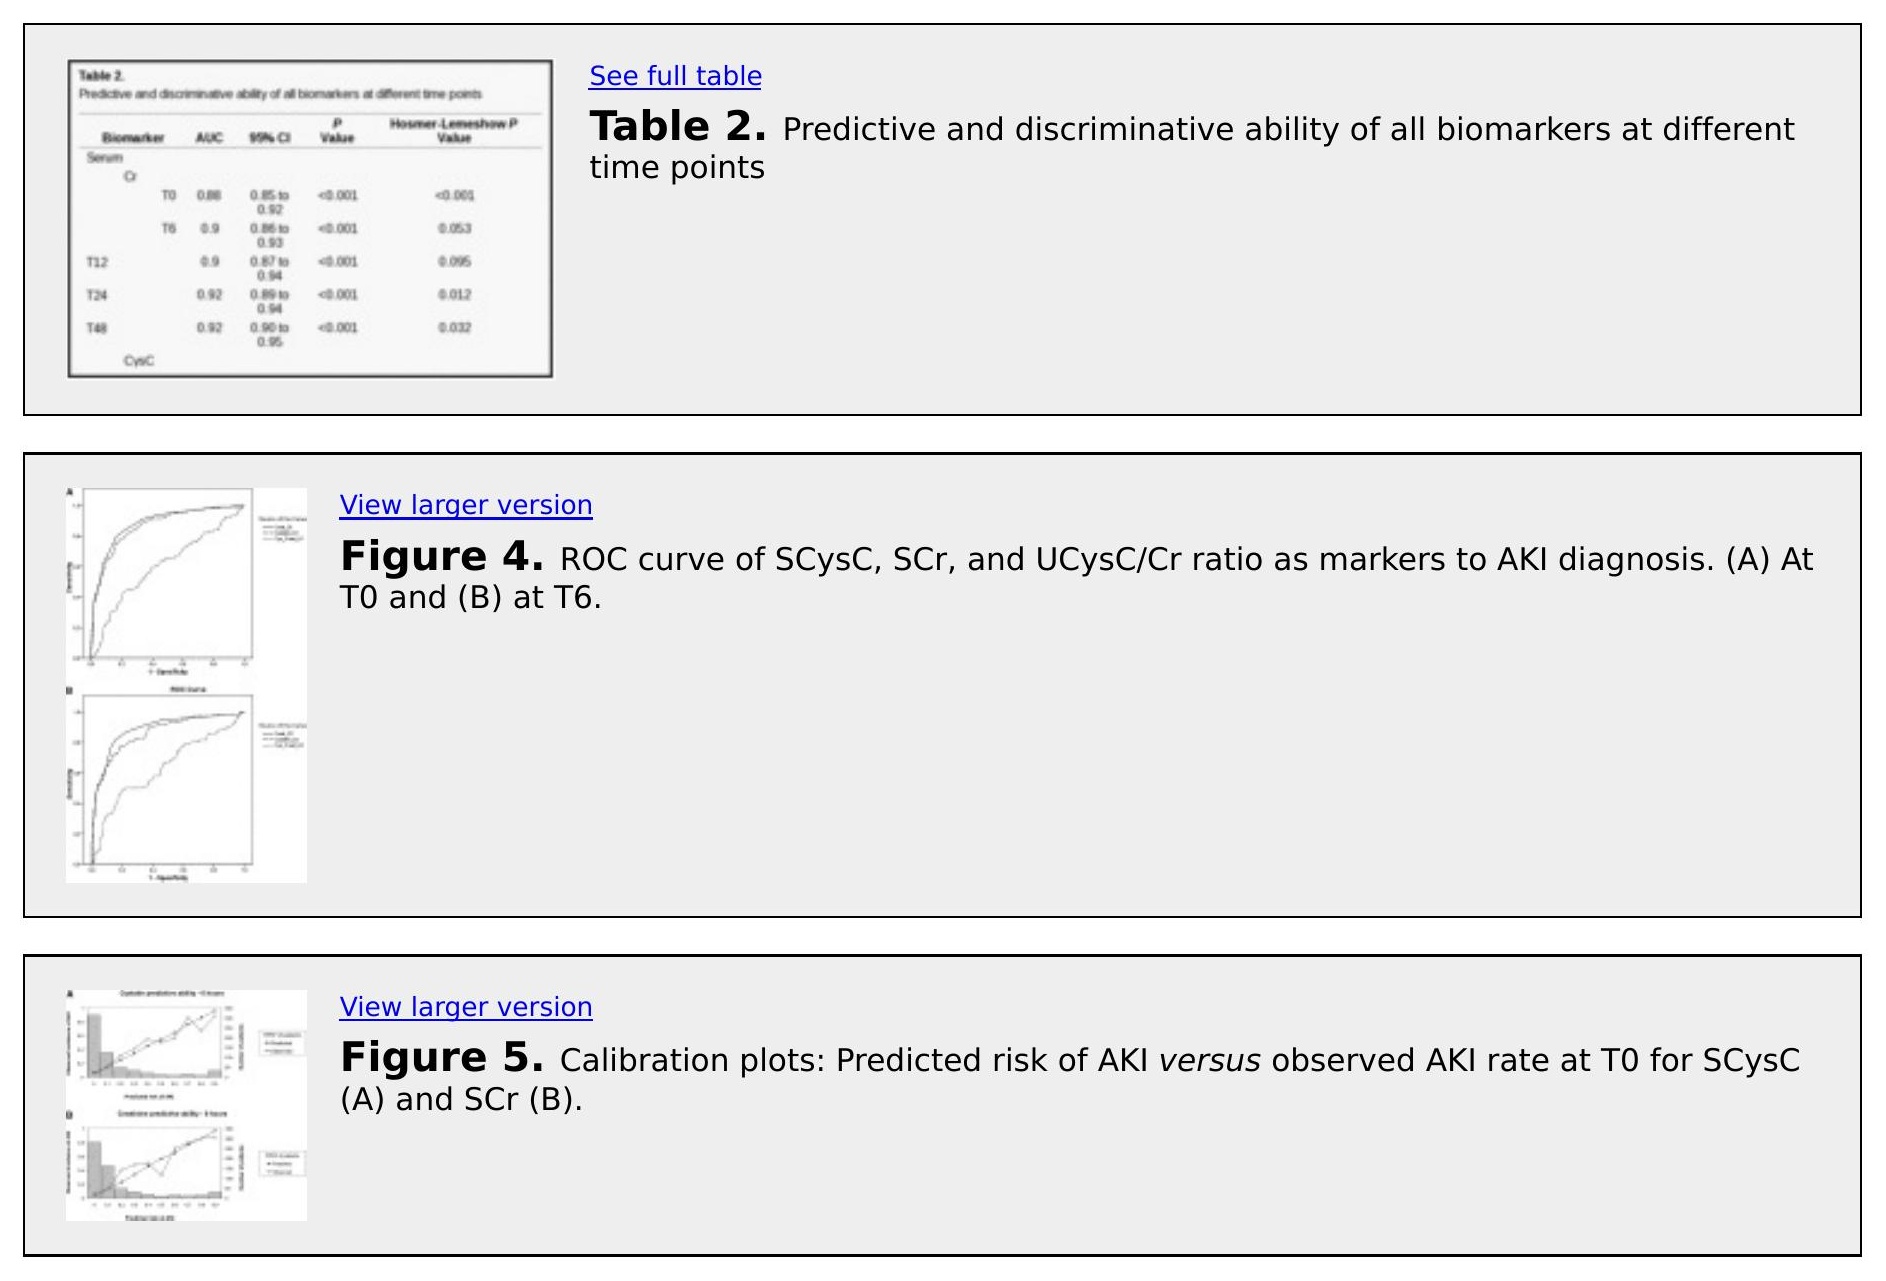 Table 2.
Predictive and discriminative ability of all biomarkers at different time points
Biomarker AUC 95% CI P Value Hosmer-Lemeshow P Value
Serum
Cr
T0 0.88 0.85 to 0.92 <0.001 <0.001
T6 0.9 0.86 to 0.93 <0.001 0.053
T12 0.9 0.87 to 0.94 <0.001 0.095
T24 0.92 0.89 to 0.94 <0.001 0.012
T48 0.92 0.90 to 0.95 <0.001 0.032
CysC
See full table
Table 2. Predictive and discriminative ability of all biomarkers at different
time points
A
B
View larger version
Figure 4. ROC curve of SCysC, SCr, and UCysC/Cr ratio as markers to AKI diagnosis. (A) At
T0 and (B) at T6.
A
B
View larger version
Figure 5. Calibration plots: Predicted risk of AKI versus observed AKI rate at T0 for SCysC
(A) and SCr (B).